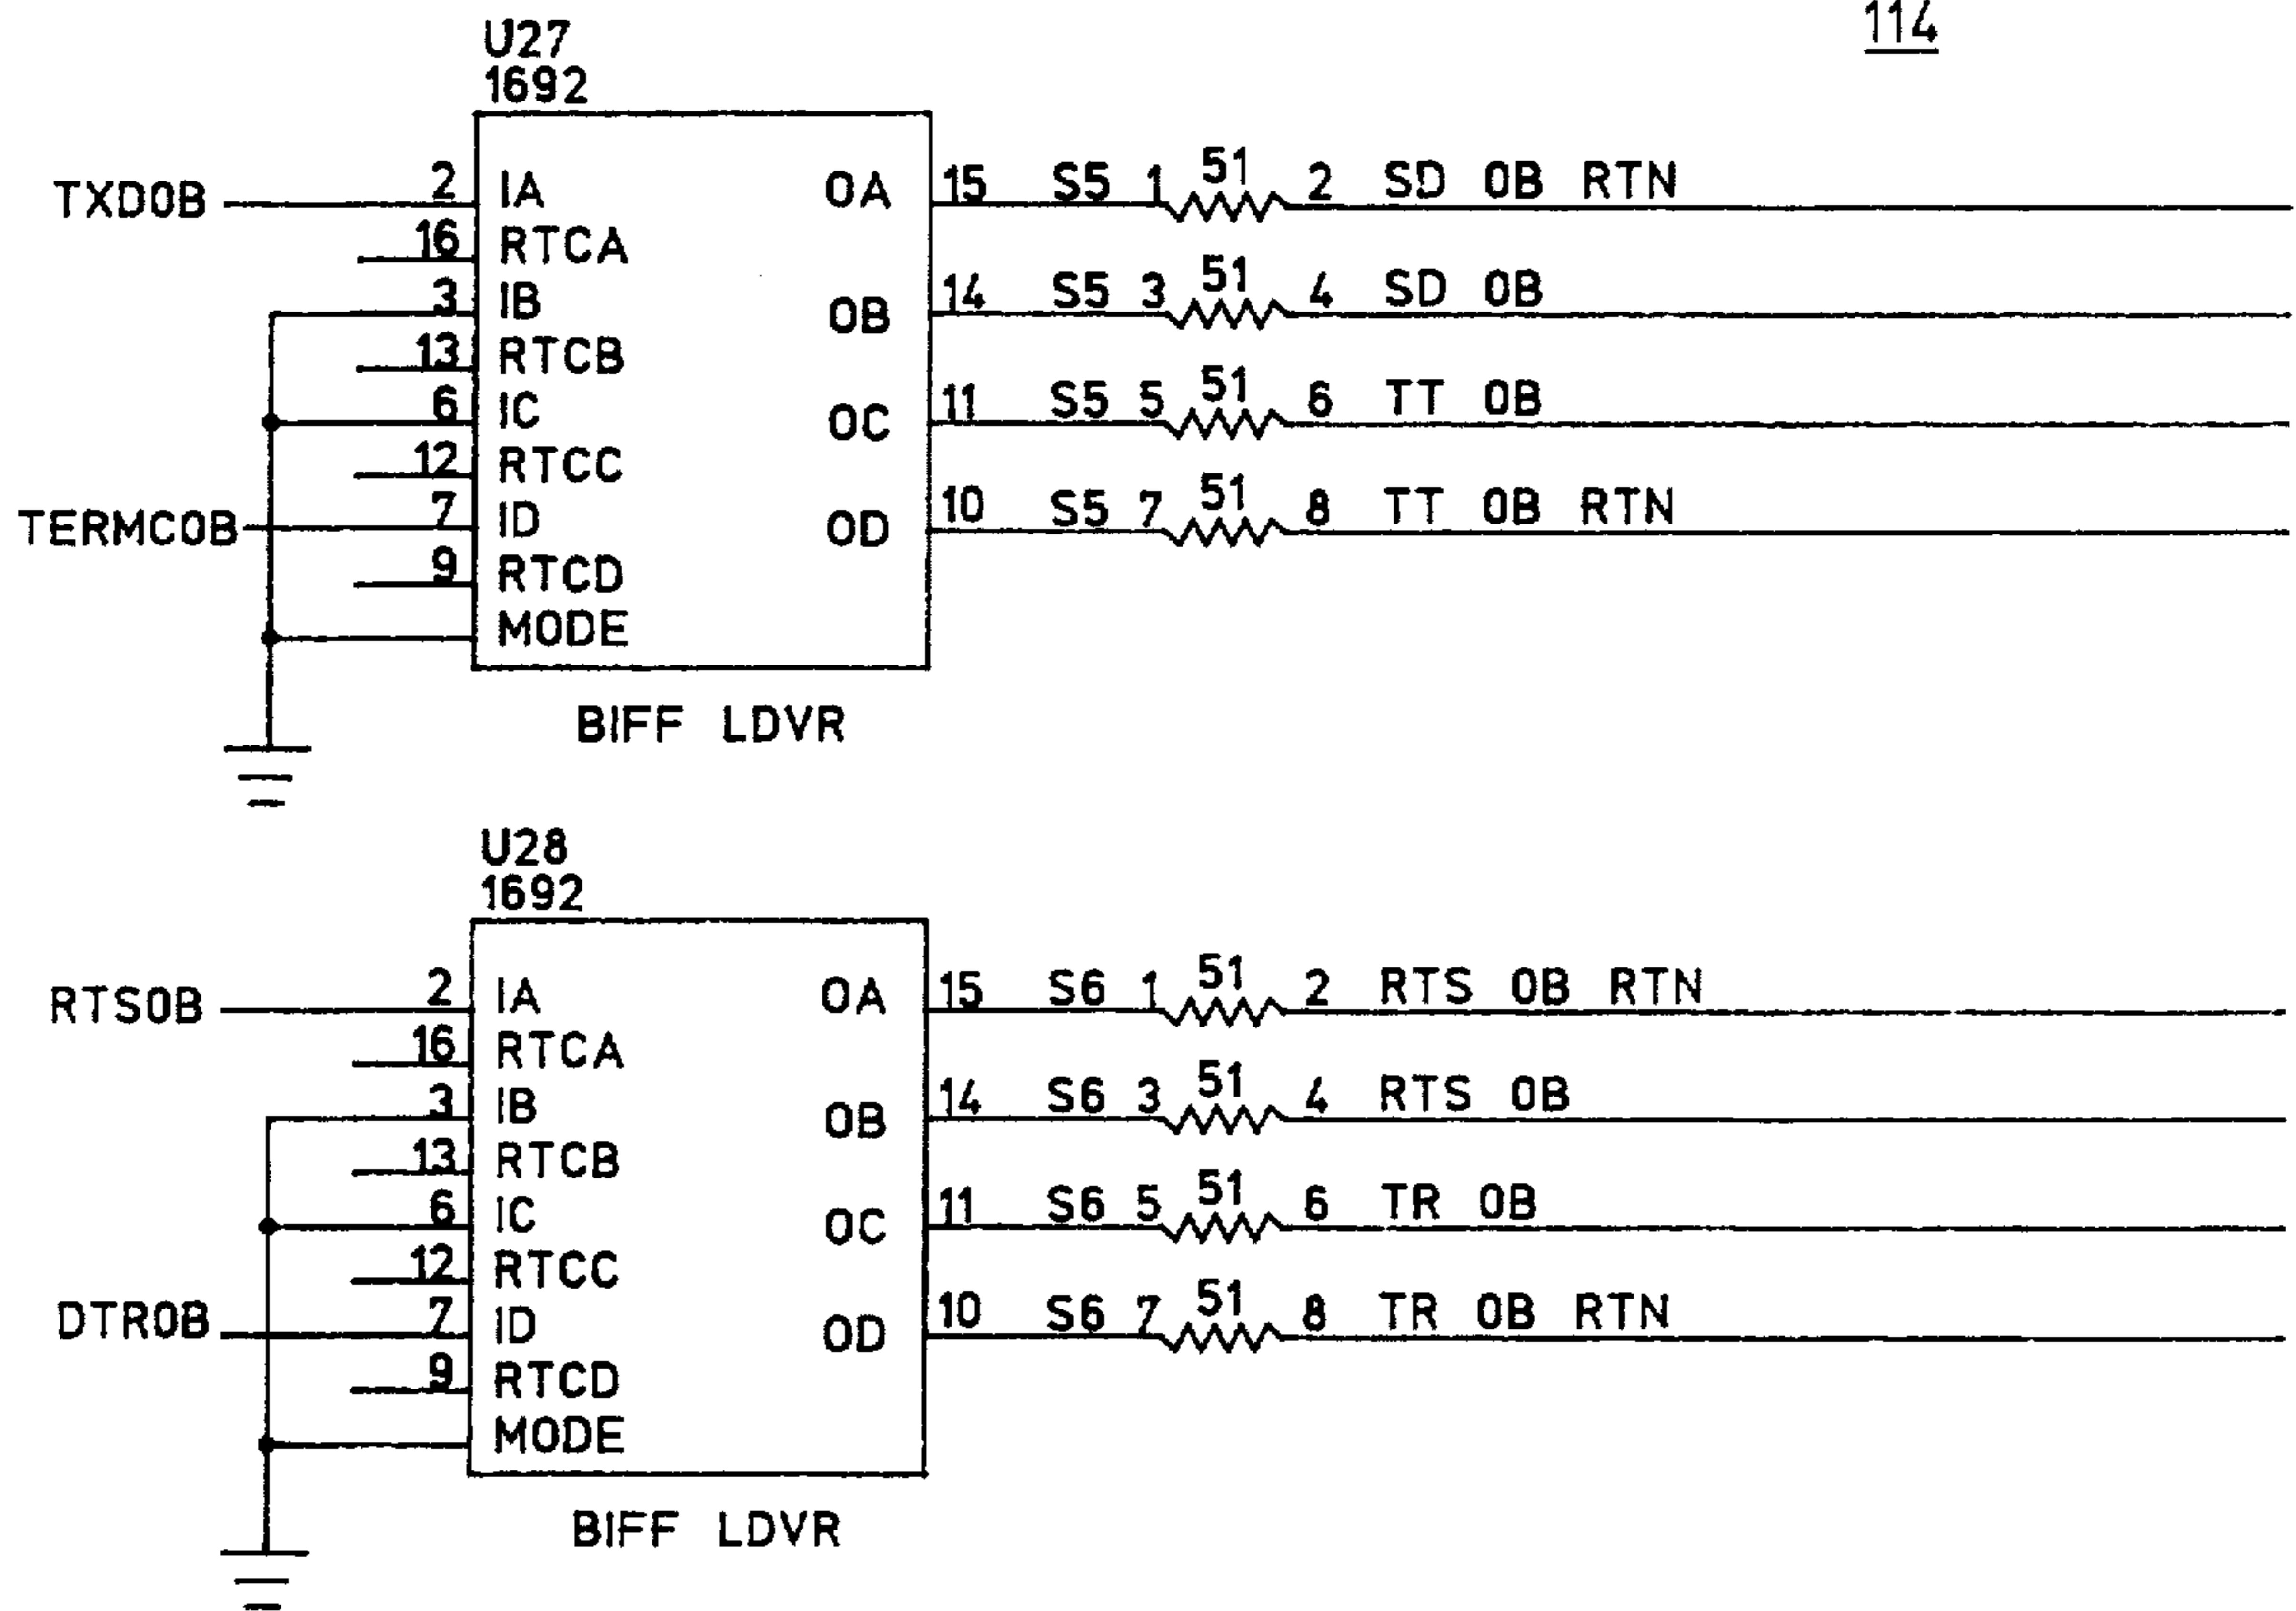 114
U27
1692
TXD0B 2 IA OA 15 S5 1 51 2 SD 0B RTN
16 RTCA
3 IB OB 14 S5 3 51 4 SD 0B
13 RTCB
6 IC OC 11 S5 5 51 6 TT 0B
12 RTCC
TERMC0B 7 ID OD 10 S5 7 51 8 TT 0B RTN
9 RTCD
MODE
BIFF LDVR
U28
1692
RTS0B 2 IA OA 15 S6 1 51 2 RTS 0B RTN
16 RTCA
3 IB OB 14 S6 3 51 4 RTS 0B
13 RTCB
6 IC OC 11 S6 5 51 6 TR 0B
12 RTCC
DTR0B 7 ID OD 10 S6 7 51 8 TR 0B RTN
9 RTCD
MODE
BIFF LDVR